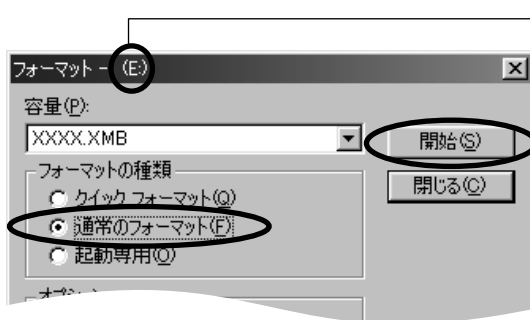 フォーマット - (E:)
容量(P):
XXXX.XMB
開始(S)
フォーマットの種類
閉じる(C)
クイック フォーマット(Q)
通常のフォーマット(F)
起動専用(O)